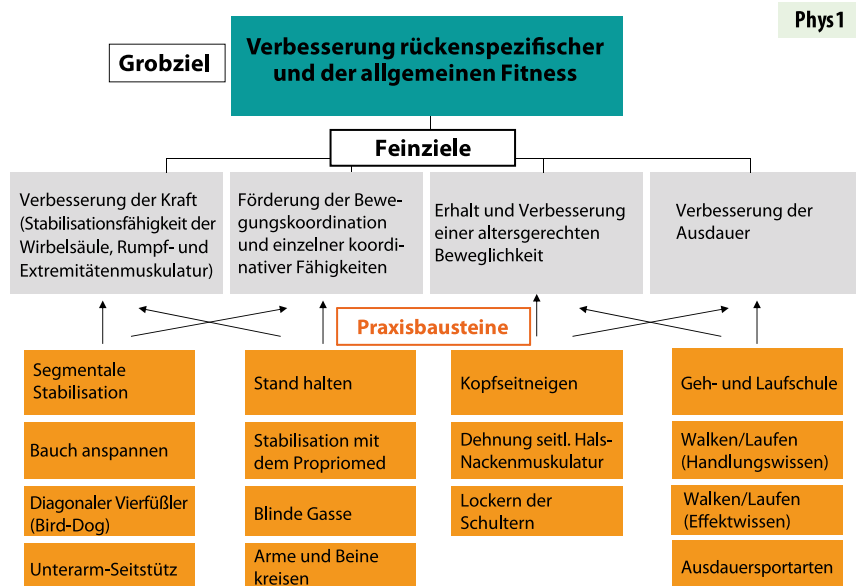 Phys1
Grobziel
Verbesserung rückenspezifischer
und der allgemeinen Fitness
Feinziele
Verbesserung der Kraft
(Stabilisationsfähigkeit der
Wirbelsäule, Rumpf- und
Extremitätenmuskulatur)
Förderung der Bewe-
gungskoordination
und einzelner koordi-
nativer Fähigkeiten
Erhalt und Verbesserung
einer altersgerechten
Beweglichkeit
Verbesserung der
Ausdauer
Praxisbausteine
Segmentale
Stabilisation
Bauch anspannen
Diagonaler Vierfüßler
(Bird-Dog)
Unterarm-Seitstütz
Stand halten
Stabilisation mit
dem Propriomed
Blinde Gasse
Arme und Beine
kreisen
Kopfseitneigen
Dehnung seitl. Hals-
Nackenmuskulatur
Lockern der
Schultern
Geh- und Laufschule
Walken/Laufen
(Handlungswissen)
Walken/Laufen
(Effektwissen)
Ausdauersportarten